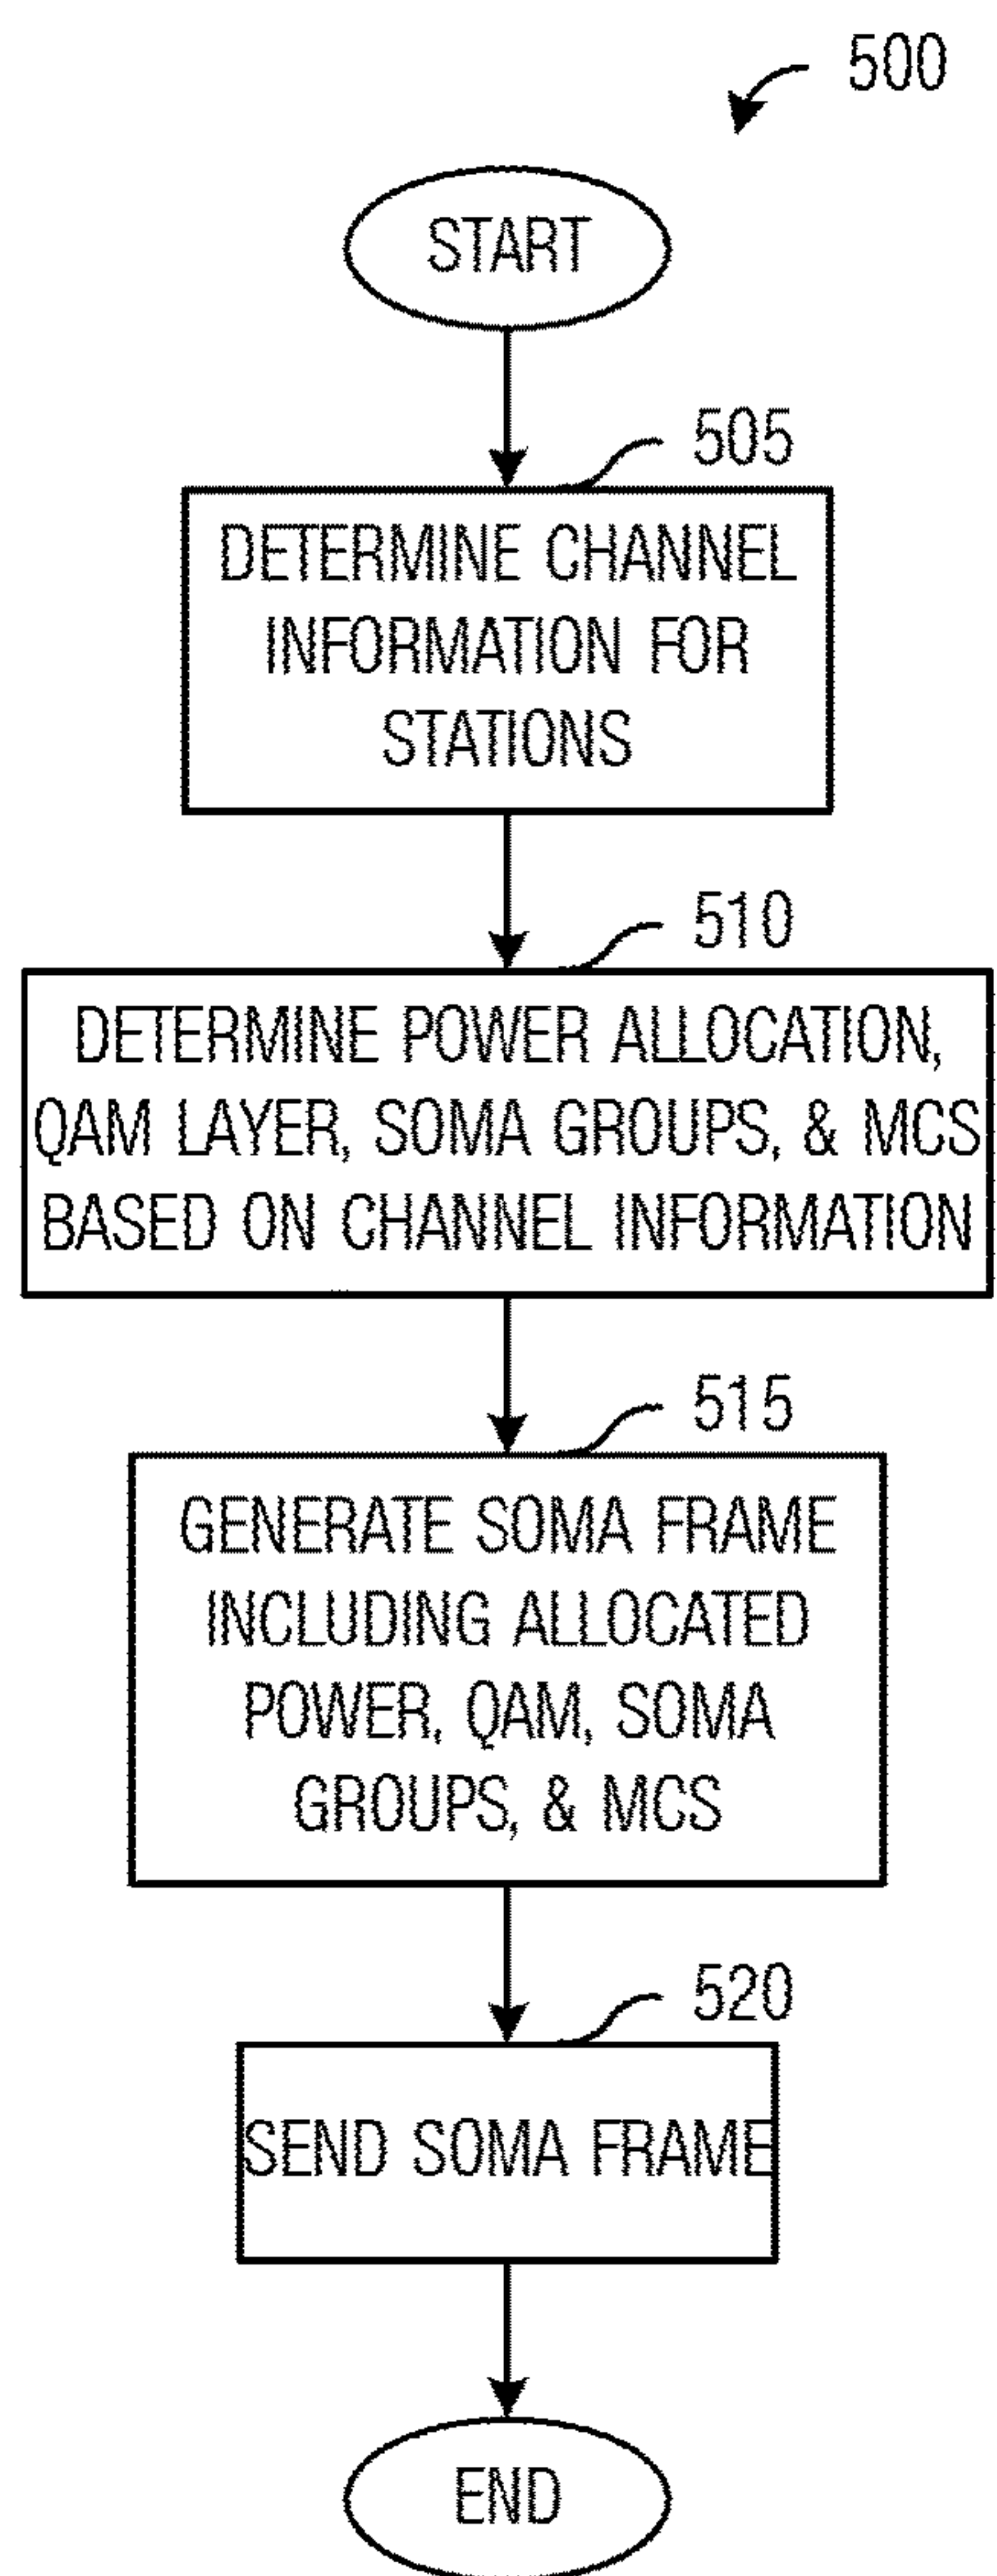 500
START
505
DETERMINE CHANNEL
INFORMATION FOR
STATIONS
510
DETERMINE POWER ALLOCATION,
QAM LAYER, SOMA GROUPS, & MCS
BASED ON CHANNEL INFORMATION
515
GENERATE SOMA FRAME
INCLUDING ALLOCATED
POWER, QAM, SOMA
GROUPS, & MCS
520
SEND SOMA FRAME
END